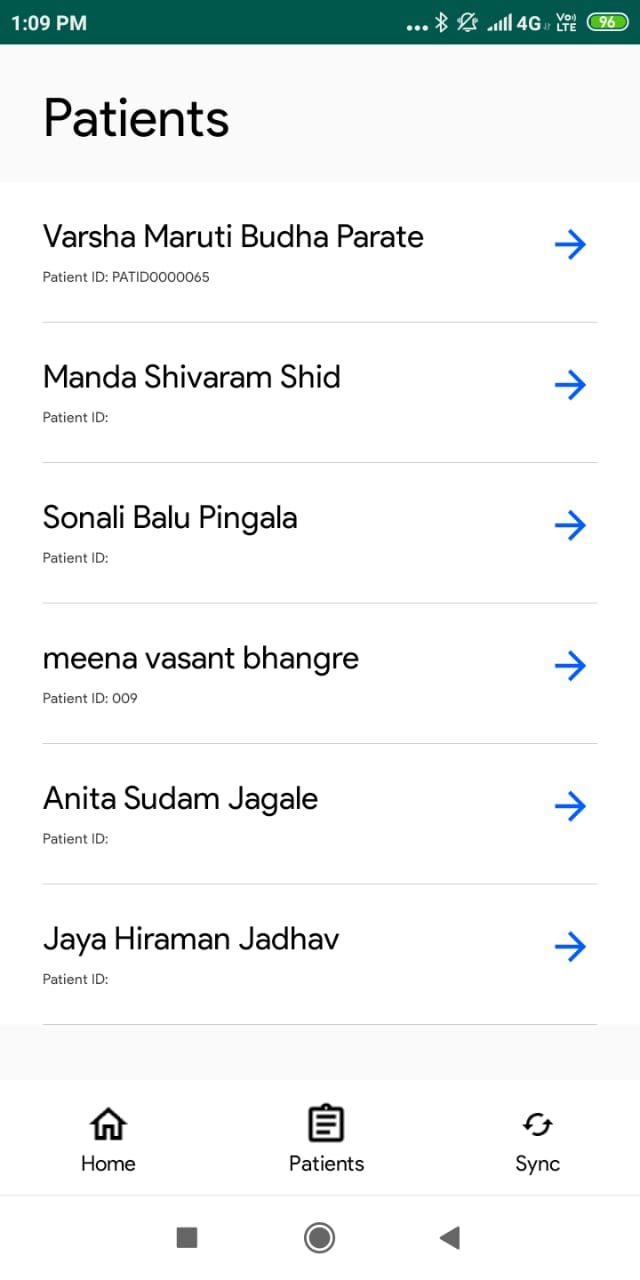 1:09 PM
4G Vo)) LTE 96
Patients
Varsha Maruti Budha Parate
Patient ID: PATID0000065
Manda Shivaram Shid
Patient ID:
Sonali Balu Pingala
Patient ID:
meena vasant bhangre
Patient ID: 009
Anita Sudam Jagale
Patient ID:
Jaya Hiraman Jadhav
Patient ID:
Home Patients Sync